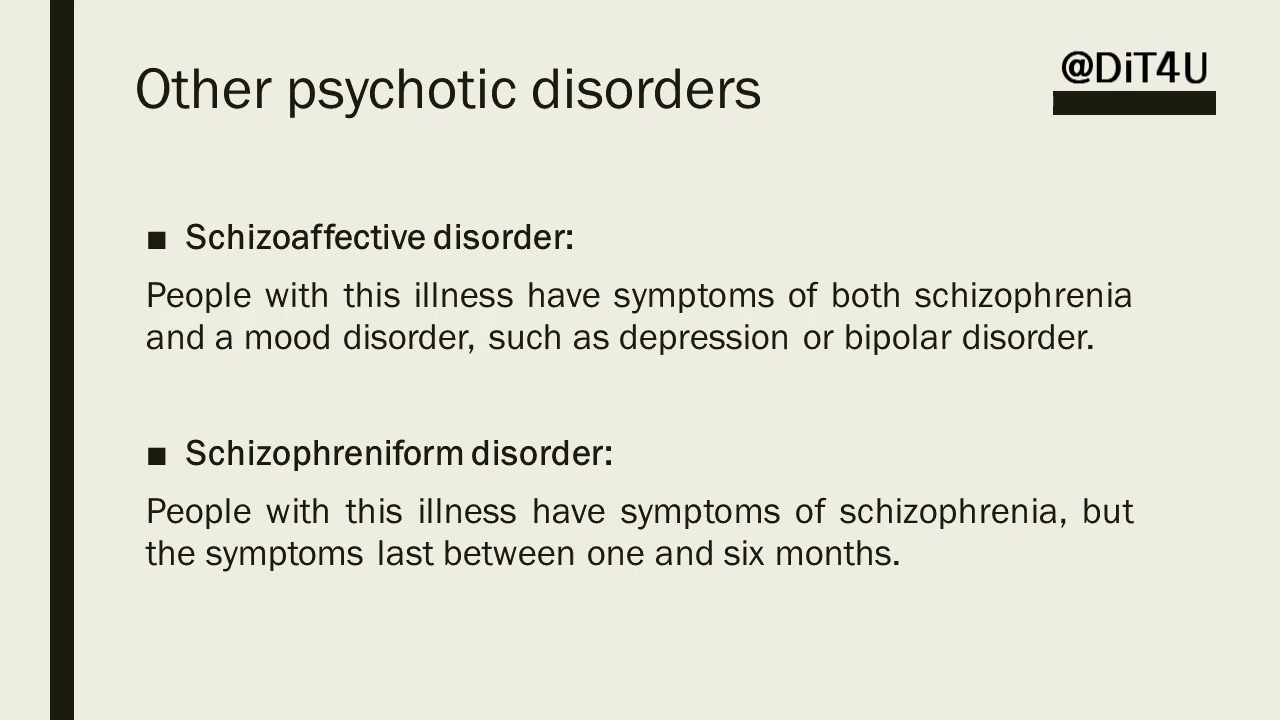 Other psychotic disorders
@DiT4U
■ Schizoaffective disorder:
People with this illness have symptoms of both schizophrenia
and a mood disorder, such as depression or bipolar disorder.
■ Schizophreniform disorder:
People with this illness have symptoms of schizophrenia, but
the symptoms last between one and six months.